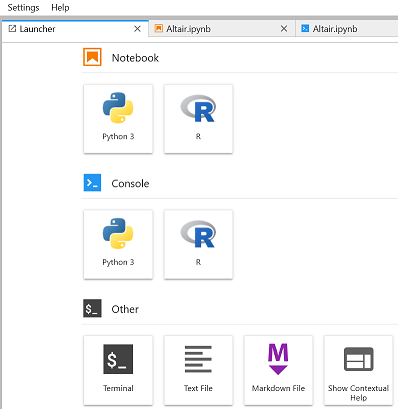 Settings Help
Launcher Altair.ipynb Altair.ipynb
Notebook
Python 3 R
Console
Python 3 R
$_ Other
$_ M
Terminal Text File Markdown File Show Contextual
Help